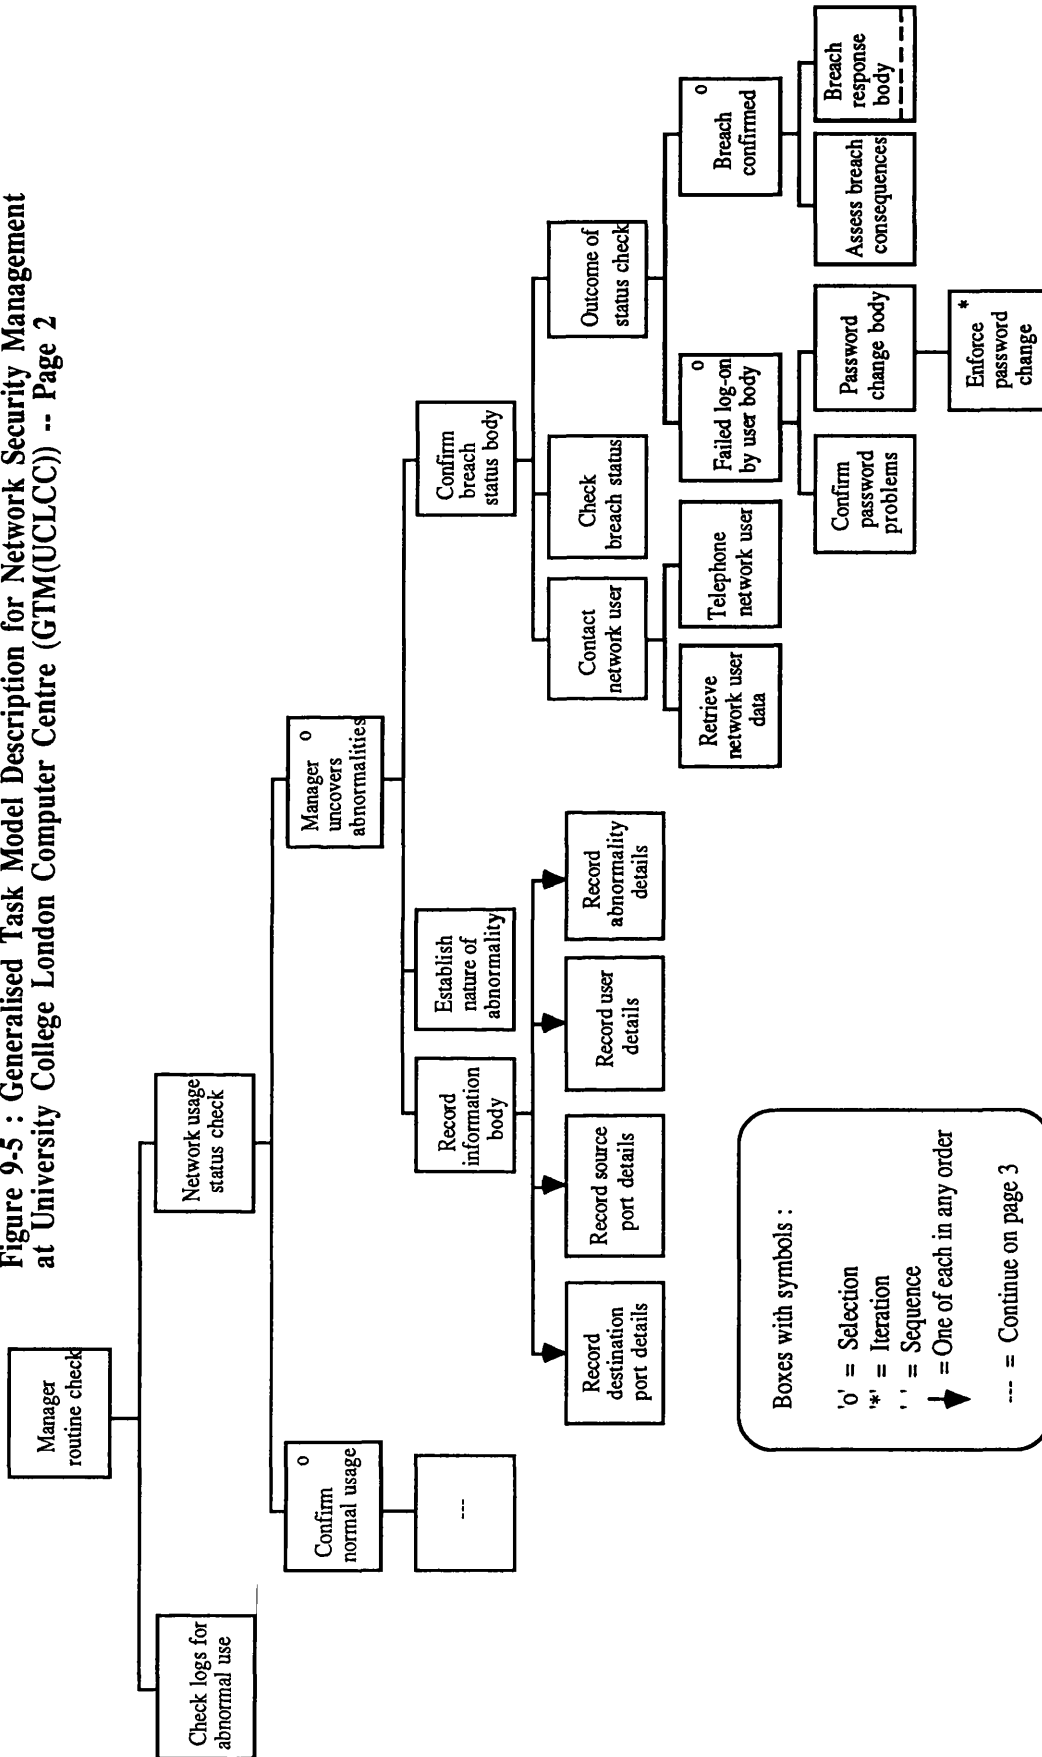 Figure 9-5 : Generalised Task Model Description for Network Security Management
at University College London Computer Centre (GTM(UCLCC)) -- Page 2
Manager
routine check
Check logs for
abnormal use
Network usage
status check
Confirm
normal usage
o
Manager
uncovers
abnormalities
o
---
Record
information
body
Establish
nature of
abnormality
Confirm
breach
status body
Record
destination
port details
Record source
port details
Record user
details
Record
abnormality
details
Contact
network user
Check
breach status
Outcome of
status check
Retrieve
network user
data
Telephone
network user
Failed log-on
by user body
o
Breach
confirmed
o
Confirm
password
problems
Password
change body
Assess breach
consequences
Breach
response
body
Enforce
password
change
*
Boxes with symbols :
'o' = Selection
'*' = Iteration
' ' = Sequence
= One of each in any order
--- = Continue on page 3